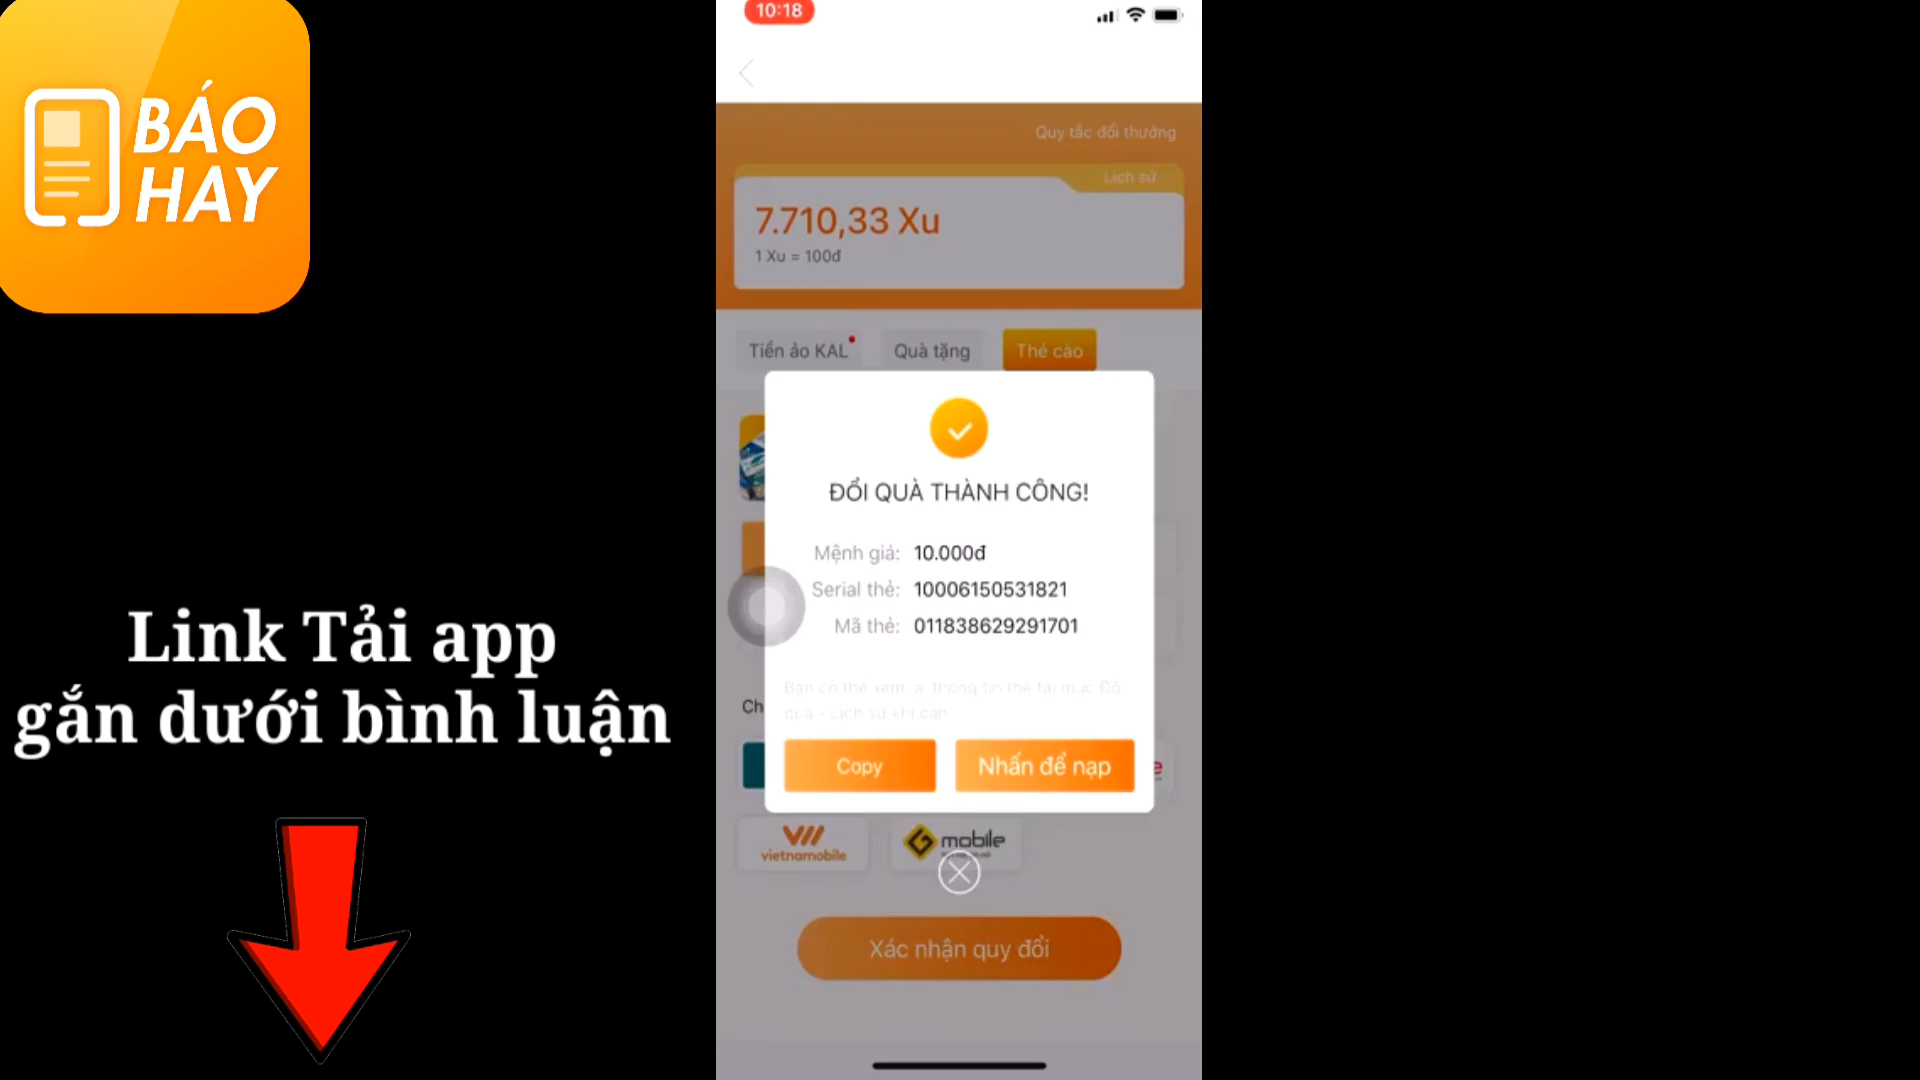 BÁO
HAY
Link Tải app
gắn dưới bình luận
10:18
Quy tắc đổi thưởng
Lịch sử
7.710,33 Xu
1 Xu = 100đ
Tiền ảo KAL
Quà tặng
Thẻ cào
ĐỔI QUÀ THÀNH CÔNG!
Mệnh giá: 10.000đ
Serial thẻ: 10006150531821
Mã thẻ: 011838629291701
Bạn có thể xem lại thông tin thẻ tại mục Đổi
quà - Lịch sử khi cần
Ch
Copy
Nhấn để nạp
e
vietnamobile
mobile
Xác nhận quy đổi